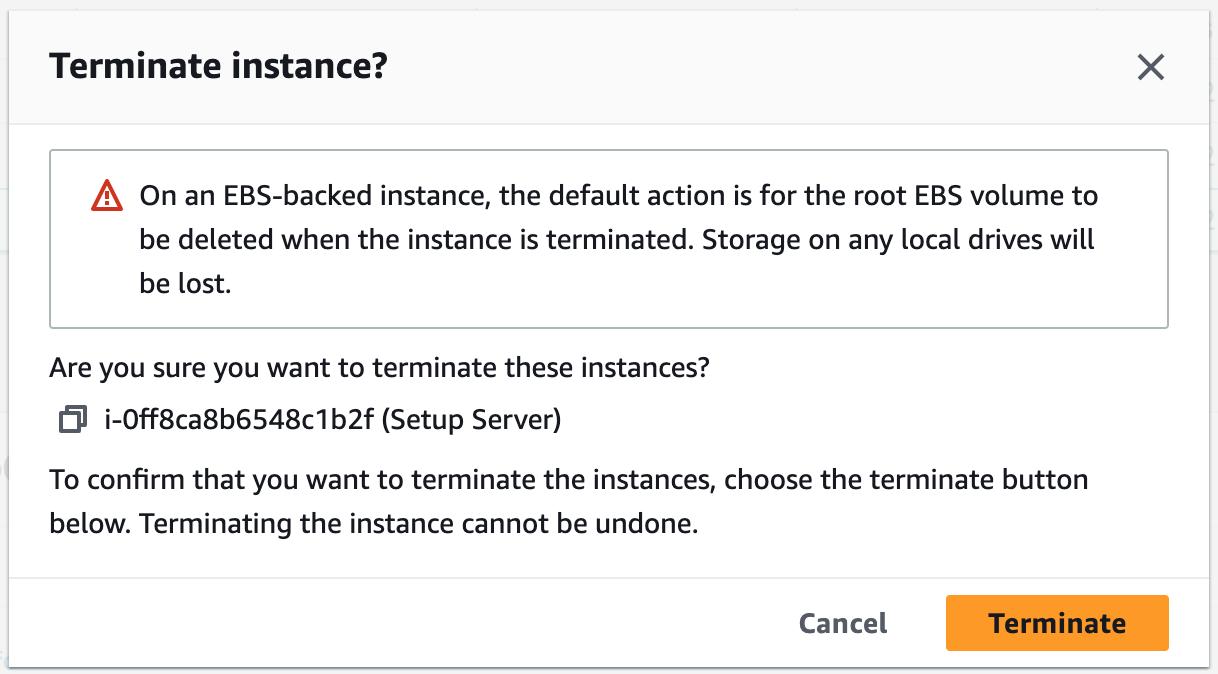 Terminate instance?
On an EBS-backed instance, the default action is for the root EBS volume to
be deleted when the instance is terminated. Storage on any local drives will
be lost.
Are you sure you want to terminate these instances?
i-0ff8ca8b6548c1b2f (Setup Server)
To confirm that you want to terminate the instances, choose the terminate button
below. Terminating the instance cannot be undone.
Cancel
Terminate